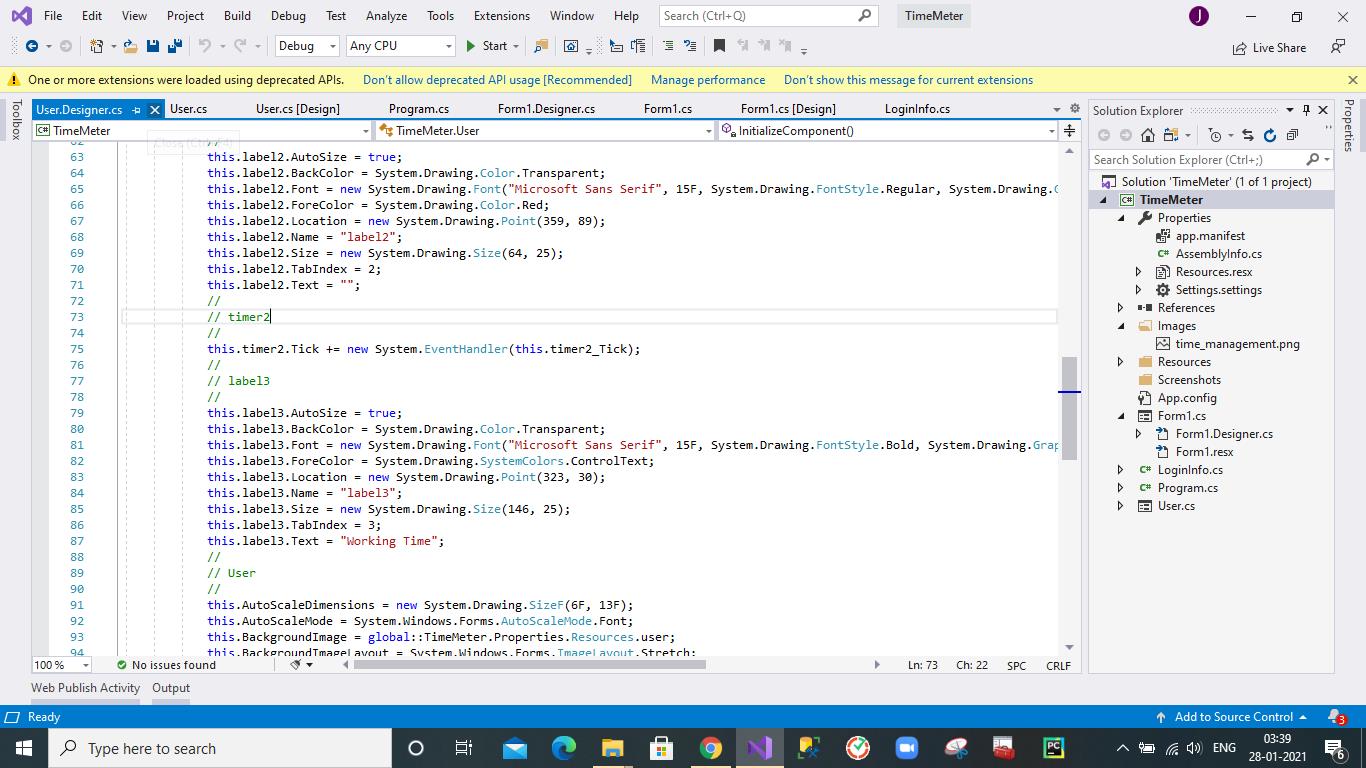 File Edit View Project Build Debug Test Analyze Tools Extensions Window Help Search (Ctrl+Q) TimeMeter J
Debug Any CPU Start Live Share
One or more extensions were loaded using deprecated APIs. Don't allow deprecated API usage [Recommended] Manage performance Don't show this message for current extensions
Toolbox
User.Designer.cs User.cs User.cs [Design] Program.cs Form1.Designer.cs Form1.cs Form1.cs [Design] LoginInfo.cs
C# TimeMeter TimeMeter.User InitializeComponent()
Close (Ctrl+F4)
62 //
63 this.label2.AutoSize = true;
64 this.label2.BackColor = System.Drawing.Color.Transparent;
65 this.label2.Font = new System.Drawing.Font("Microsoft Sans Serif", 15F, System.Drawing.FontStyle.Regular, System.Drawing.G
66 this.label2.ForeColor = System.Drawing.Color.Red;
67 this.label2.Location = new System.Drawing.Point(359, 89);
68 this.label2.Name = "label2";
69 this.label2.Size = new System.Drawing.Size(64, 25);
70 this.label2.TabIndex = 2;
71 this.label2.Text = "";
72 //
73 // timer2
74 //
75 this.timer2.Tick += new System.EventHandler(this.timer2_Tick);
76 //
77 // label3
78 //
79 this.label3.AutoSize = true;
80 this.label3.BackColor = System.Drawing.Color.Transparent;
81 this.label3.Font = new System.Drawing.Font("Microsoft Sans Serif", 15F, System.Drawing.FontStyle.Bold, System.Drawing.Grap
82 this.label3.ForeColor = System.Drawing.SystemColors.ControlText;
83 this.label3.Location = new System.Drawing.Point(323, 30);
84 this.label3.Name = "label3";
85 this.label3.Size = new System.Drawing.Size(146, 25);
86 this.label3.TabIndex = 3;
87 this.label3.Text = "Working Time";
88 //
89 // User
90 //
91 this.AutoScaleDimensions = new System.Drawing.SizeF(6F, 13F);
92 this.AutoScaleMode = System.Windows.Forms.AutoScaleMode.Font;
93 this.BackgroundImage = global::TimeMeter.Properties.Resources.user;
94 this.BackgroundImageLayout = System.Windows.Forms.ImageLayout.Stretch;
100 % No issues found Ln: 73 Ch: 22 SPC CRLF
Solution Explorer
Search Solution Explorer (Ctrl+;)
Solution 'TimeMeter' (1 of 1 project)
C# TimeMeter
Properties
app.manifest
C# AssemblyInfo.cs
Resources.resx
Settings.settings
References
Images
time_management.png
Resources
Screenshots
App.config
Form1.cs
Form1.Designer.cs
Form1.resx
C# LoginInfo.cs
C# Program.cs
User.cs
Properties
Web Publish Activity Output
Ready Add to Source Control 3
Type here to search PC ENG 03:39
28-01-2021 6